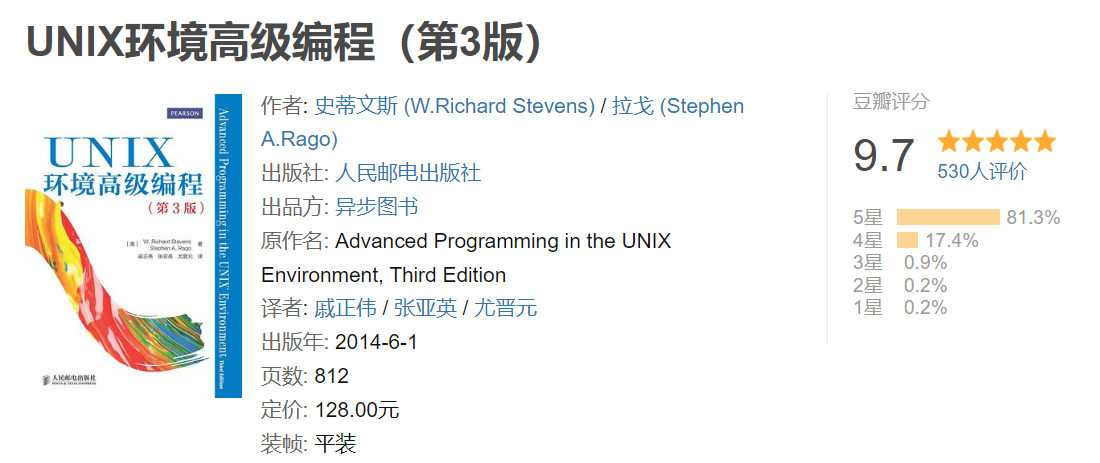 UNIX环境高级编程（第3版）
PEARSON
UNIX
环境高级编程
（第3版）
[美] W. Richard Stevens 著
Stephen A. Rago
戚正伟 张亚英 尤晋元 译
人民邮电出版社
POSTS & TELECOM PRESS
Advanced Programming in the UNIX Environment Third Edition
作者: 史蒂文斯 (W.Richard Stevens) / 拉戈 (Stephen
A.Rago)
出版社: 人民邮电出版社
出品方: 异步图书
原作名: Advanced Programming in the UNIX
Environment, Third Edition
译者: 戚正伟 / 张亚英 / 尤晋元
出版年: 2014-6-1
页数: 812
定价: 128.00元
装帧: 平装
豆瓣评分
9.7
530人评价
5星 81.3%
4星 17.4%
3星 0.9%
2星 0.2%
1星 0.2%